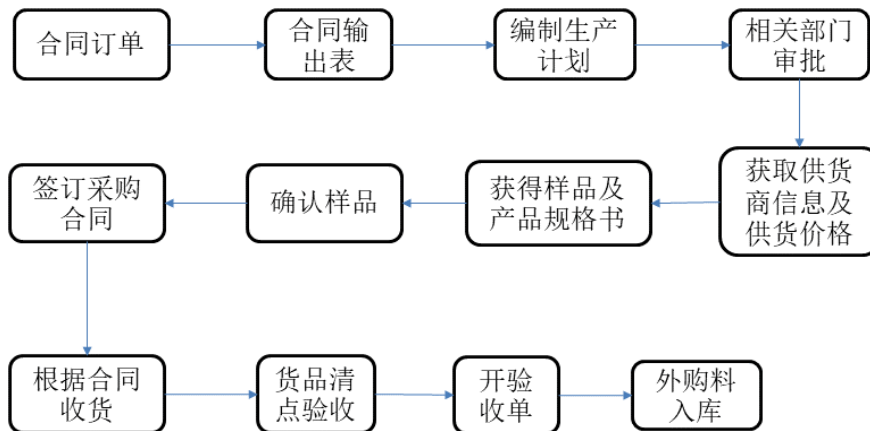 合同订单
合同输
出表
编制生产
计划
相关部门
审批
获取供货
商信息及
供货价格
获得样品及
产品规格书
确认样品
签订采购
合同
根据合同
收货
货品清
点验收
开验
收单
外购料
入库